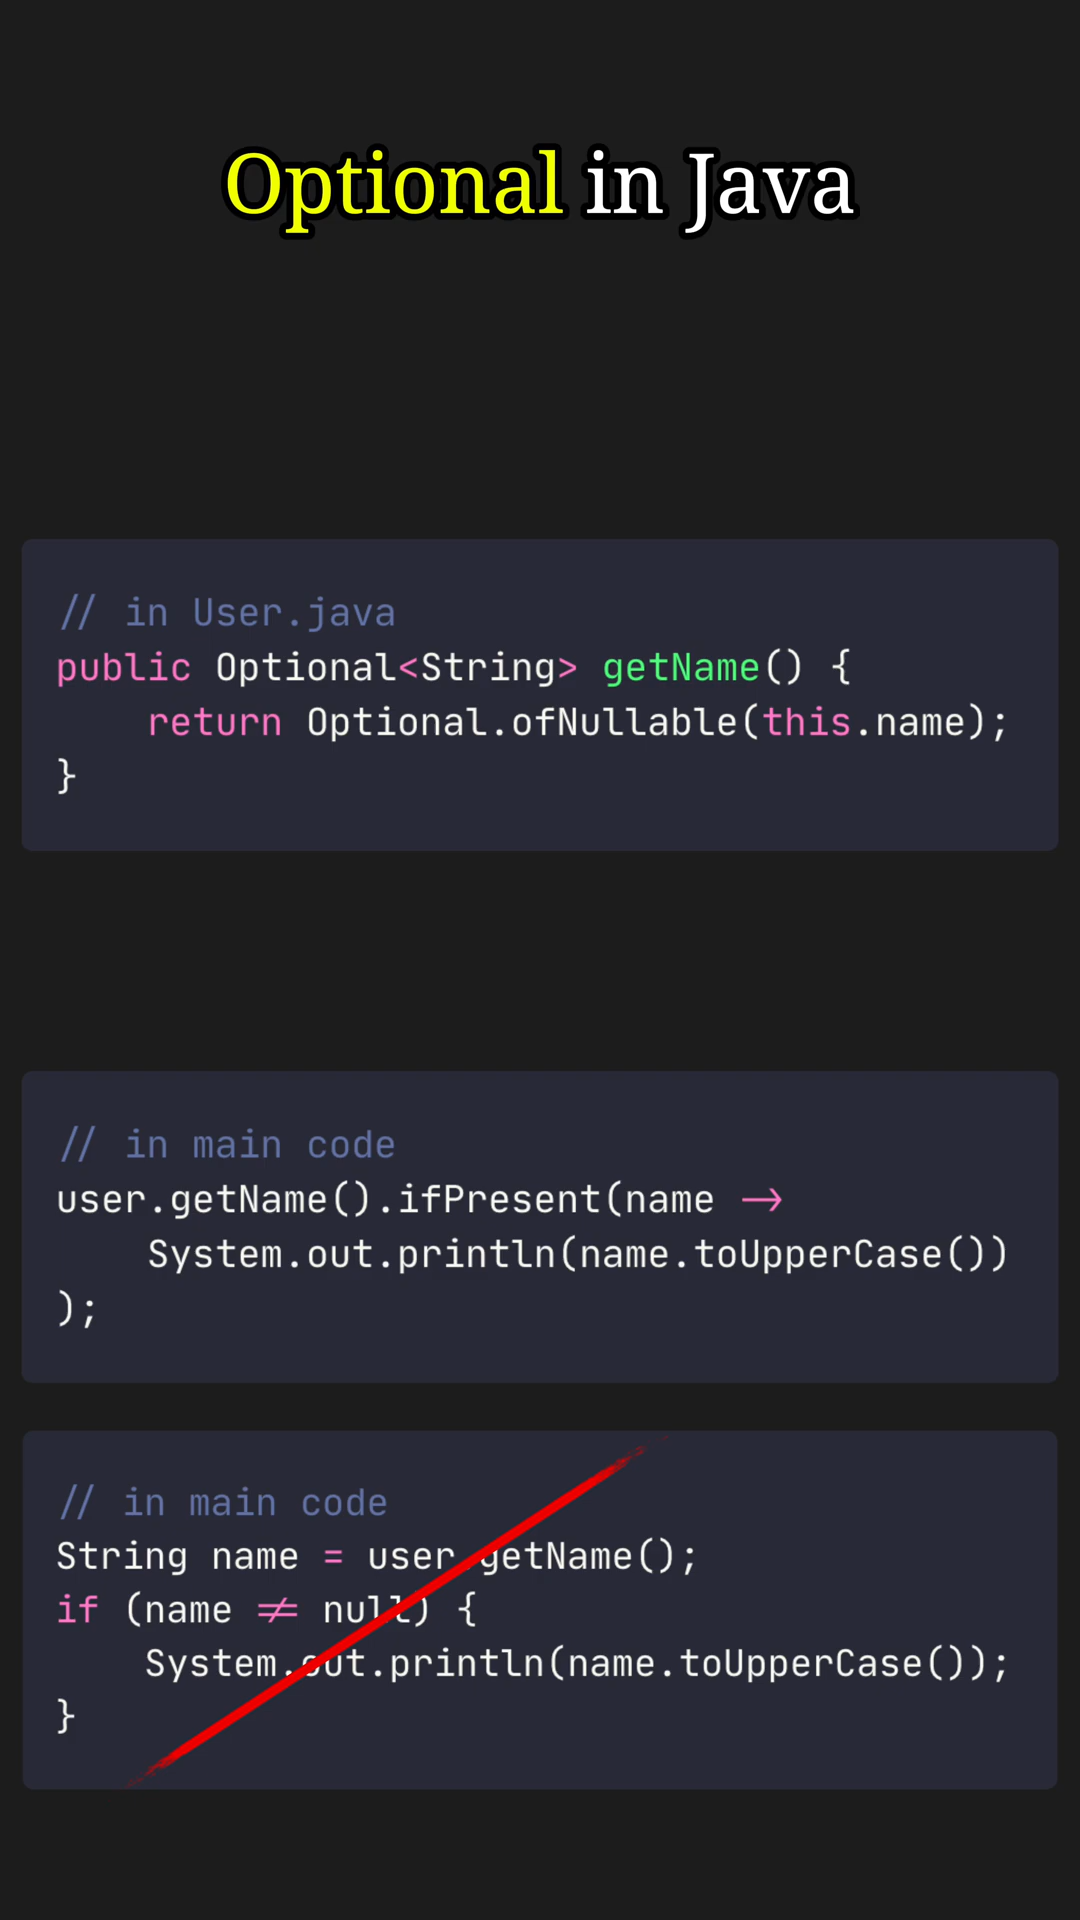 Optional in Java
// in User.java
public Optional<String> getName() {
    return Optional.ofNullable(this.name);
}
// in main code
user.getName().ifPresent(name ->
    System.out.println(name.toUpperCase())
);
// in main code
String name = user.getName();
if (name != null) {
    System.out.println(name.toUpperCase());
}